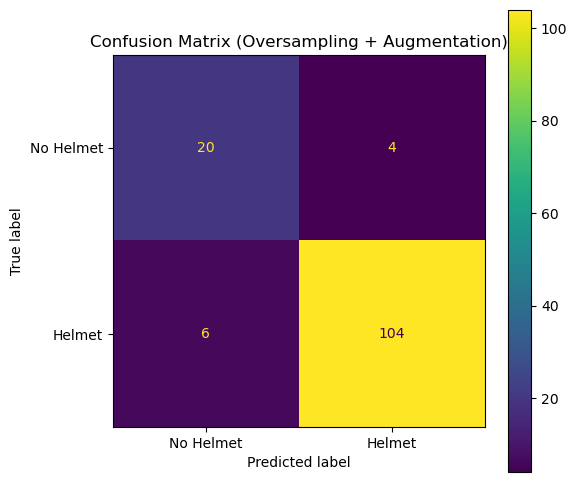 Confusion Matrix (Oversampling + Augmentation)
True label
No Helmet
20
4
Helmet
6
104
No Helmet
Helmet
Predicted label
100
80
60
40
20